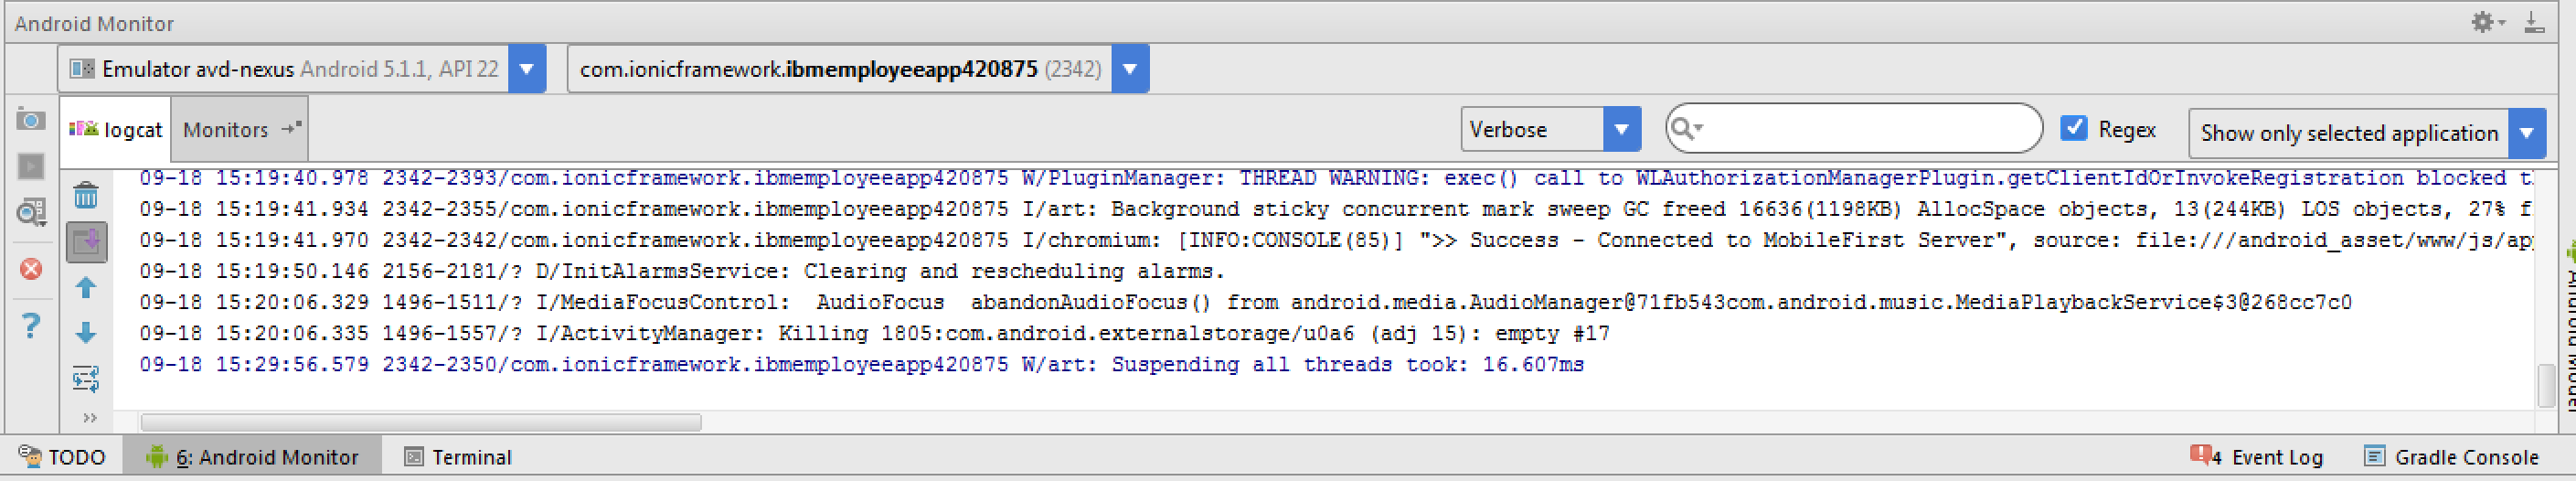 Android Monitor
Emulator avd-nexus Android 5.1.1, API 22 com.ionicframework.ibmemployeeapp420875 (2342)
logcat Monitors Verbose Regex Show only selected application
09-18 15:19:40.978 2342-2393/com.ionicframework.ibmemployeeapp420875 W/PluginManager: THREAD WARNING: exec() call to WLAuthorizationManagerPlugin.getClientIdOrInvokeRegistration blocked
09-18 15:19:41.934 2342-2355/com.ionicframework.ibmemployeeapp420875 I/art: Background sticky concurrent mark sweep GC freed 16636(1198KB) AllocSpace objects, 13(244KB) LOS objects, 27% f
09-18 15:19:41.970 2342-2342/com.ionicframework.ibmemployeeapp420875 I/chromium: [INFO:CONSOLE(85)] ">> Success - Connected to MobileFirst Server", source: file:///android_asset/www/js/ap
09-18 15:19:50.146 2156-2181/? D/InitAlarmsService: Clearing and rescheduling alarms.
09-18 15:20:06.329 1496-1511/? I/MediaFocusControl:  AudioFocus  abandonAudioFocus() from android.media.AudioManager@71fb543com.android.music.MediaPlaybackService$3@268cc7c0
09-18 15:20:06.335 1496-1557/? I/ActivityManager: Killing 1805:com.android.externalstorage/u0a6 (adj 15): empty #17
09-18 15:29:56.579 2342-2350/com.ionicframework.ibmemployeeapp420875 W/art: Suspending all threads took: 16.607ms
TODO 6: Android Monitor Terminal 4 Event Log Gradle Console